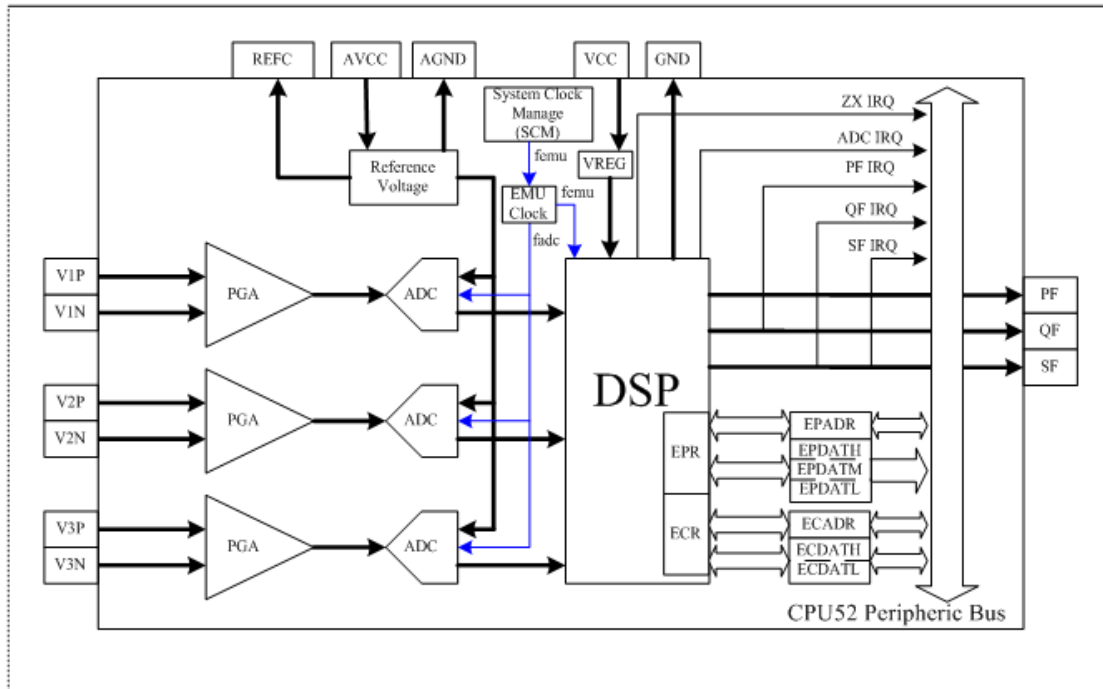 REFC
AVCC
AGND
VCC
GND
System Clock
Manage
(SCM)
ZX IRQ
ADC IRQ
PF IRQ
QF IRQ
SF IRQ
femu
VREG
Reference
Voltage
EMU
Clock
femu
fadc
V1P
V1N
PGA
ADC
PF
QF
SF
DSP
V2P
V2N
PGA
ADC
EPR
EPADR
EPDATH
EPDATM
EPDATL
V3P
V3N
PGA
ADC
ECR
ECADR
ECDATH
ECDATL
CPU52 Peripheric Bus